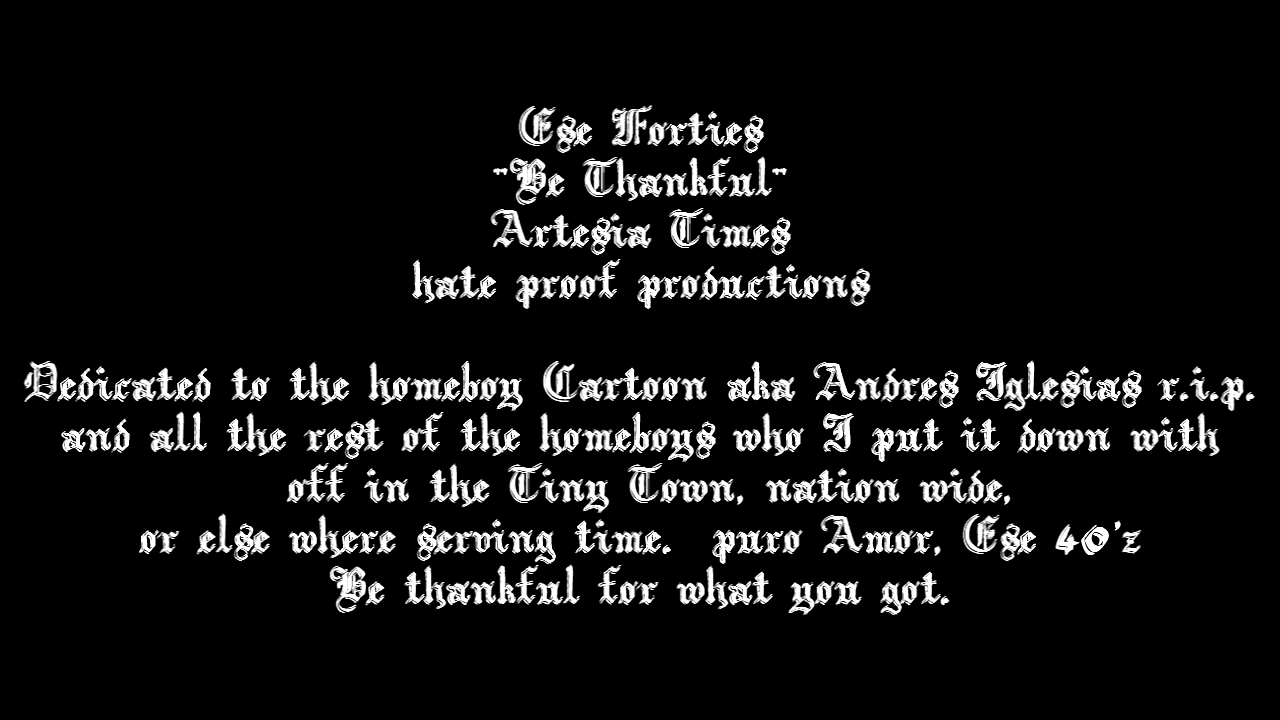 Ese Forties
"Be Thankful"
Artesia Times
hate proof productions
Dedicated to the homeboy Cartoon aka Andres Iglesias r.i.p.
and all the rest of the homeboys who I put it down with
off in the Tiny Town, nation wide,
or else where serving time. puro Amor, Ese 40'z
Be thankful for what you got.